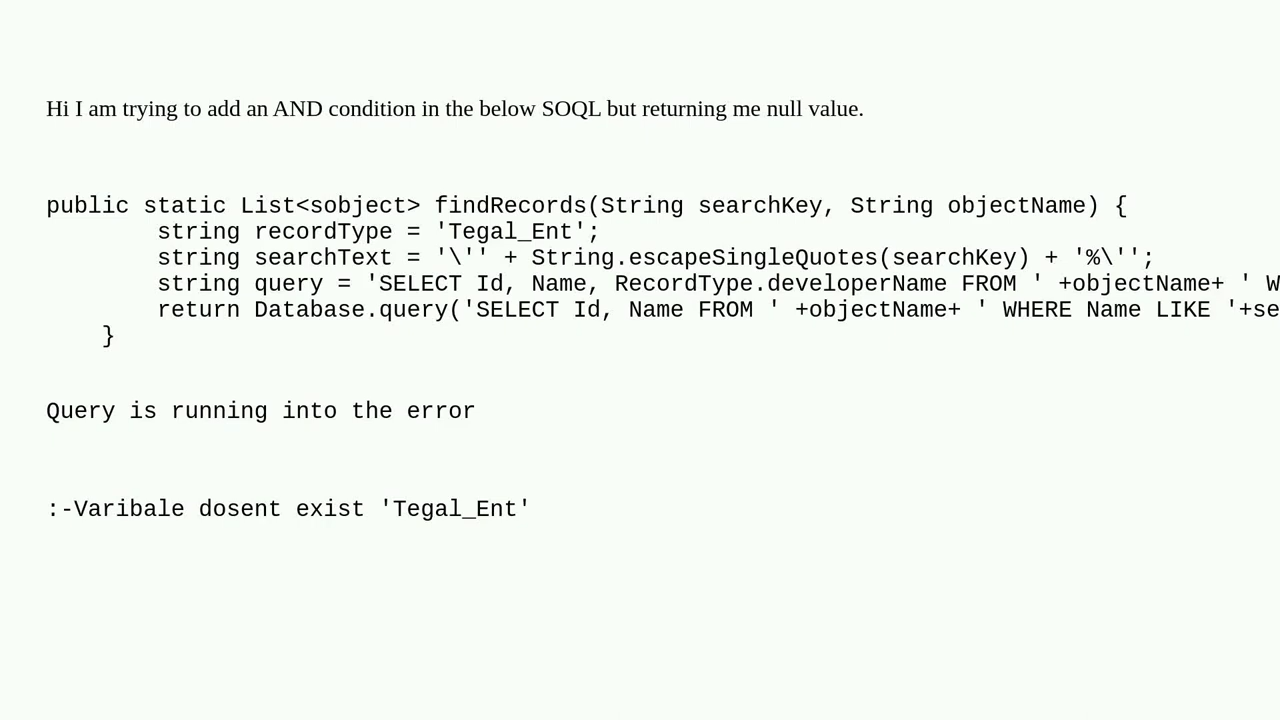 Hi I am trying to add an AND condition in the below SOQL but returning me null value.
public static List<sobject> findRecords(String searchKey, String objectName) {
string recordType = 'Tegal_Ent';
string searchText = '\'' + String.escapeSingleQuotes(searchKey) + '%\'';
string query = 'SELECT Id, Name, RecordType.developerName FROM ' +objectName+ ' W
return Database.query('SELECT Id, Name FROM ' +objectName+ ' WHERE Name LIKE '+se
}
Query is running into the error
:-Varibale dosent exist 'Tegal_Ent'